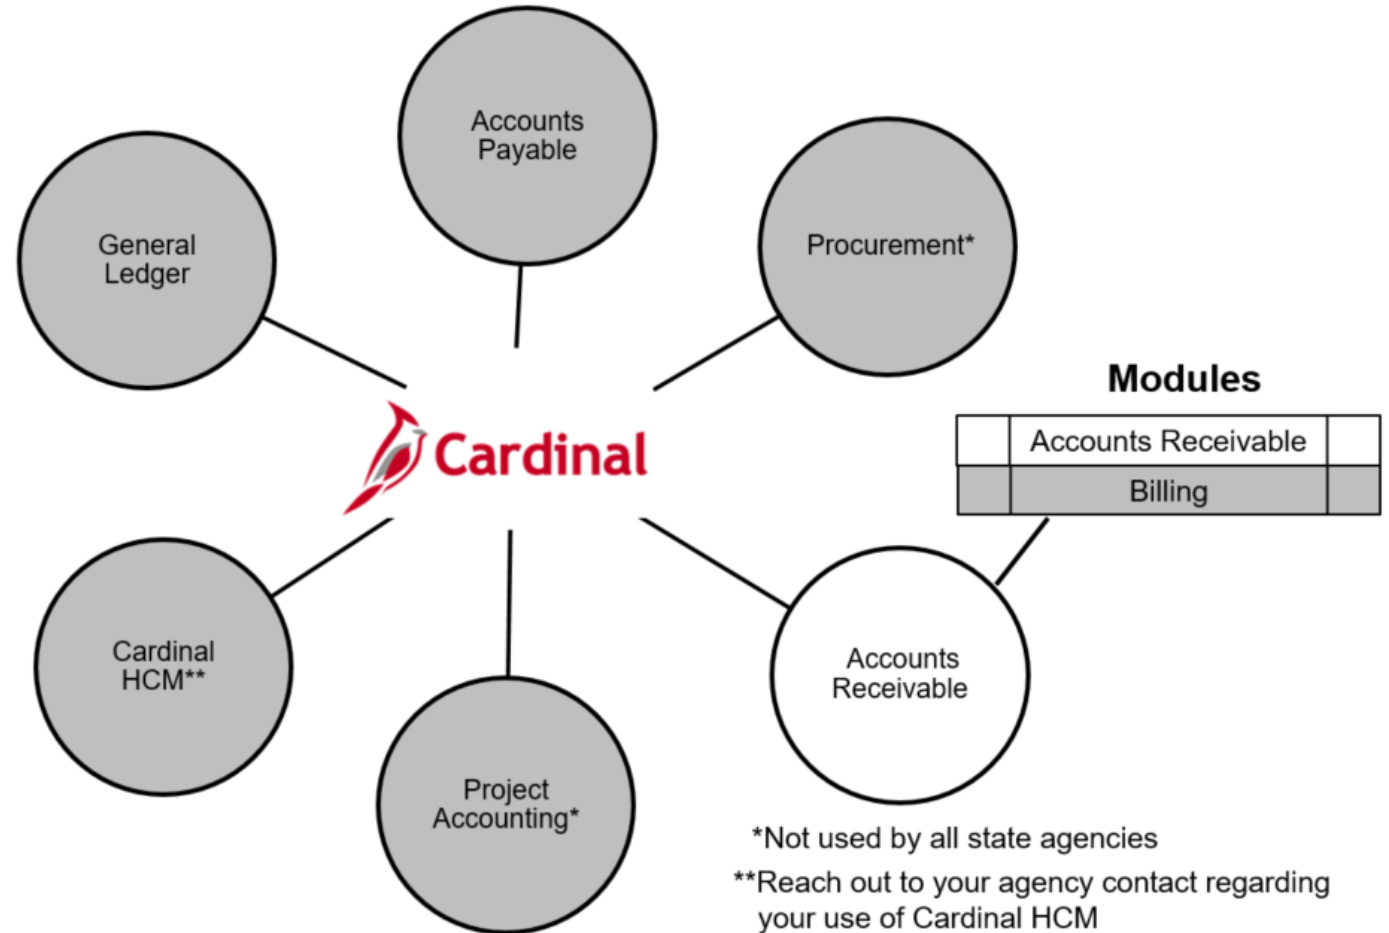 Accounts
Payable
General
Ledger
Procurement*
Modules
Accounts Receivable
Billing
Cardinal
Cardinal
HCM**
Accounts
Receivable
Project
Accounting*
*Not used by all state agencies
**Reach out to your agency contact regarding
your use of Cardinal HCM